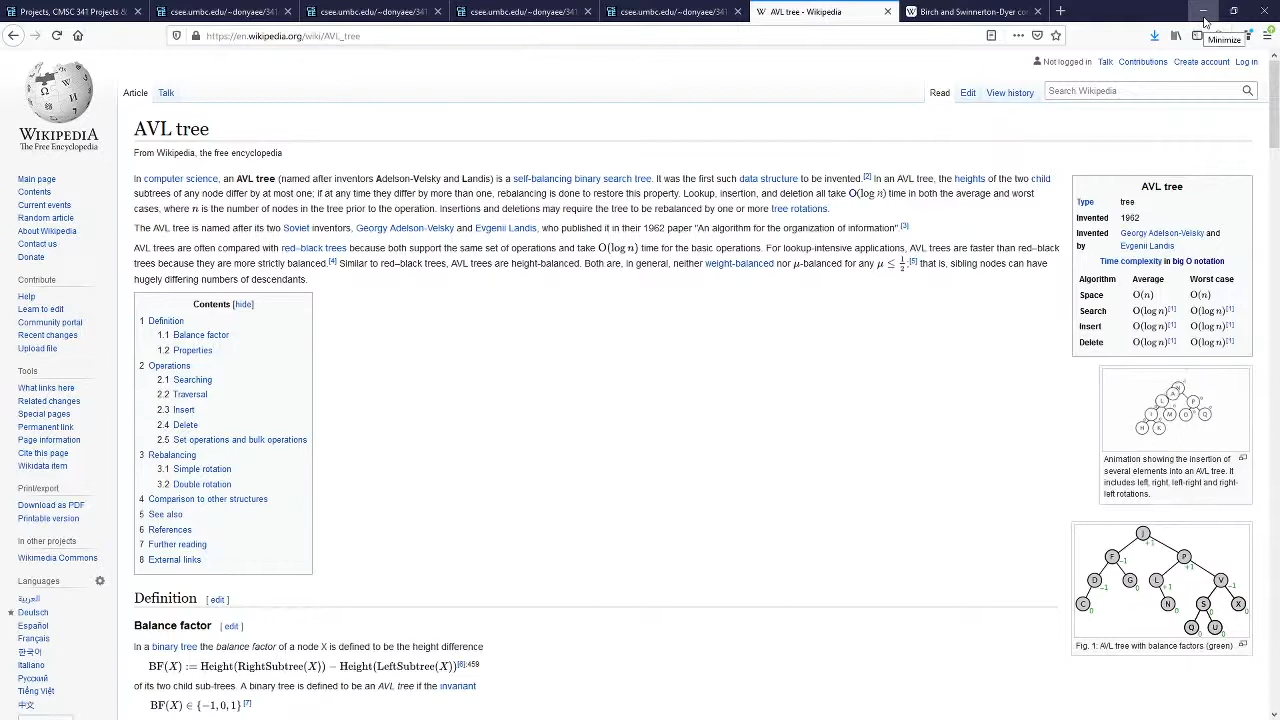 Projects, CMSC 341 Projects &
csee.umbc.edu/~donyaee/341
csee.umbc.edu/~donyaee/341
csee.umbc.edu/~donyaee/341
csee.umbc.edu/~donyaee/341
AVL tree - Wikipedia
Birch and Swinnerton-Dyer con
https://en.wikipedia.org/wiki/AVL_tree
Minimize
Not logged in Talk Contributions Create account Log in
Article Talk
Read Edit View history
Search Wikipedia
WIKIPEDIA
The Free Encyclopedia
Main page
Contents
Current events
Random article
About Wikipedia
Contact us
Donate
Contribute
Help
Learn to edit
Community portal
Recent changes
Upload file
Tools
What links here
Related changes
Special pages
Permanent link
Page information
Cite this page
Wikidata item
Print/export
Download as PDF
Printable version
In other projects
Wikimedia Commons
Languages
العربية
Deutsch
Español
Français
한국어
Italiano
Русский
Tiếng Việt
中文
AVL tree
From Wikipedia, the free encyclopedia
In computer science, an AVL tree (named after inventors Adelson-Velsky and Landis) is a self-balancing binary search tree. It was the first such data structure to be invented.[2] In an AVL tree, the heights of the two child
subtrees of any node differ by at most one; if at any time they differ by more than one, rebalancing is done to restore this property. Lookup, insertion, and deletion all take O(log n) time in both the average and worst
cases, where n is the number of nodes in the tree prior to the operation. Insertions and deletions may require the tree to be rebalanced by one or more tree rotations.
The AVL tree is named after its two Soviet inventors, Georgy Adelson-Velsky and Evgenii Landis, who published it in their 1962 paper "An algorithm for the organization of information".[3]
AVL trees are often compared with red–black trees because both support the same set of operations and take O(log n) time for the basic operations. For lookup-intensive applications, AVL trees are faster than red–black
trees because they are more strictly balanced.[4] Similar to red–black trees, AVL trees are height-balanced. Both are, in general, neither weight-balanced nor μ-balanced for any μ ≤ 1/2;[5] that is, sibling nodes can have
hugely differing numbers of descendants.
Contents [hide]
1 Definition
1.1 Balance factor
1.2 Properties
2 Operations
2.1 Searching
2.2 Traversal
2.3 Insert
2.4 Delete
2.5 Set operations and bulk operations
3 Rebalancing
3.1 Simple rotation
3.2 Double rotation
4 Comparison to other structures
5 See also
6 References
7 Further reading
8 External links
Definition [ edit ]
Balance factor [ edit ]
In a binary tree the balance factor of a node X is defined to be the height difference
BF(X) := Height(RightSubtree(X)) − Height(LeftSubtree(X))[6]:459
of its two child sub-trees. A binary tree is defined to be an AVL tree if the invariant
BF(X) ∈ {−1, 0, 1}[7]
AVL tree
Type tree
Invented 1962
Invented by Georgy Adelson-Velsky and Evgenii Landis
Time complexity in big O notation
Algorithm Average Worst case
Space O(n) O(n)
Search O(log n)[1] O(log n)[1]
Insert O(log n)[1] O(log n)[1]
Delete O(log n)[1] O(log n)[1]
Animation showing the insertion of
several elements into an AVL tree. It
includes left, right, left-right and right-
left rotations.
J +1
F −1 P +1
D −1 G 0 L +1 V −1
C 0 N 0 S 0 X 0
Q 0 U 0
Fig. 1: AVL tree with balance factors (green)